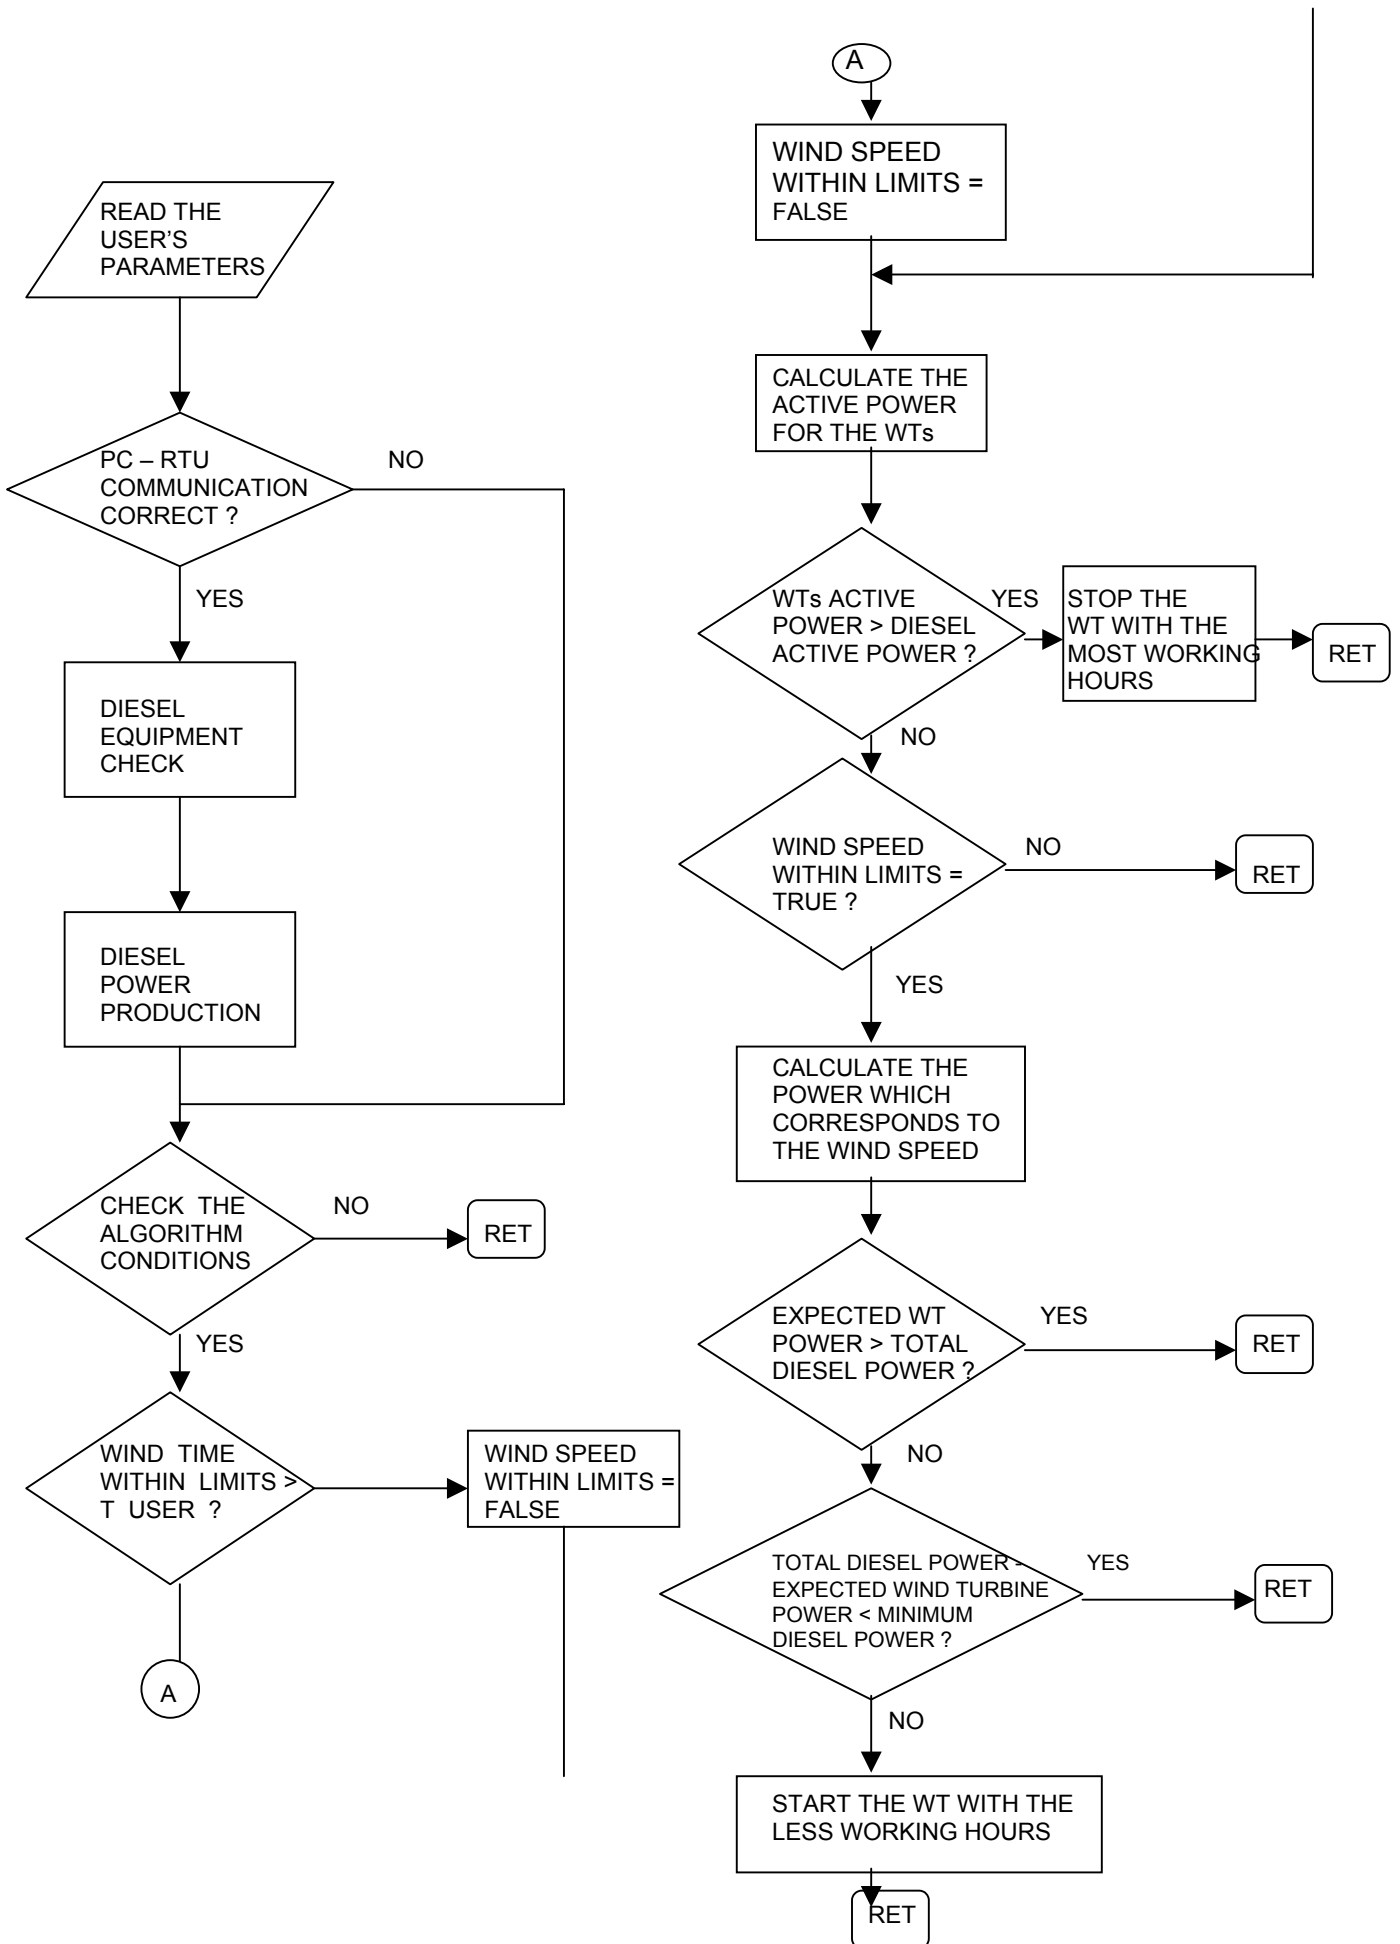 READ THE
USER'S
PARAMETERS
PC – RTU
COMMUNICATION
CORRECT ?
NO
YES
DIESEL
EQUIPMENT
CHECK
DIESEL
POWER
PRODUCTION
CHECK THE
ALGORITHM
CONDITIONS
NO
RET
YES
WIND TIME
WITHIN LIMITS >
T USER ?
WIND SPEED
WITHIN LIMITS =
FALSE
A
A
WIND SPEED
WITHIN LIMITS =
FALSE
CALCULATE THE
ACTIVE POWER
FOR THE WTs
WTs ACTIVE
POWER > DIESEL
ACTIVE POWER ?
YES
STOP THE
WT WITH THE
MOST WORKING
HOURS
RET
NO
WIND SPEED
WITHIN LIMITS =
TRUE ?
NO
RET
YES
CALCULATE THE
POWER WHICH
CORRESPONDS TO
THE WIND SPEED
EXPECTED WT
POWER > TOTAL
DIESEL POWER ?
YES
RET
NO
TOTAL DIESEL POWER -
EXPECTED WIND TURBINE
POWER < MINIMUM
DIESEL POWER ?
YES
RET
NO
START THE WT WITH THE
LESS WORKING HOURS
RET